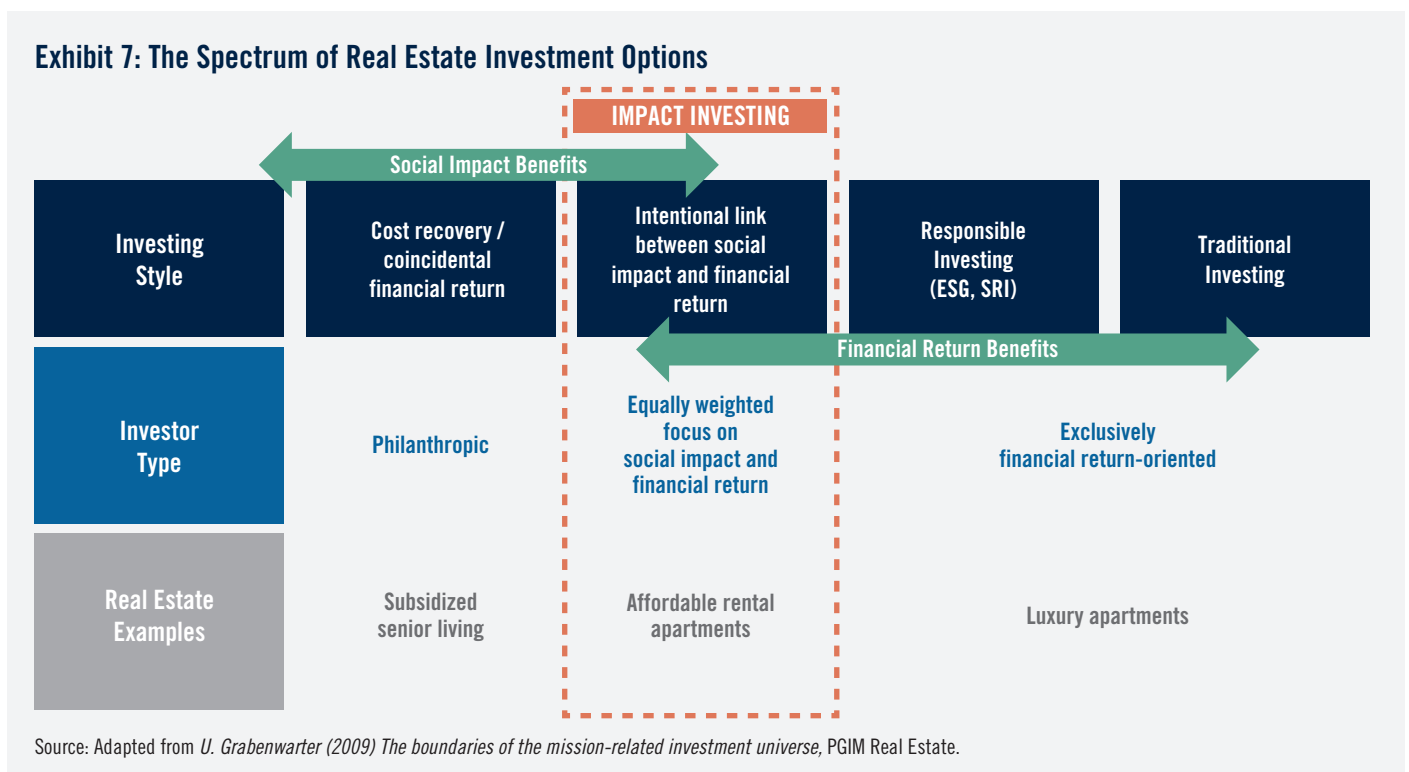 Exhibit 7: The Spectrum of Real Estate Investment Options
IMPACT INVESTING
Social Impact Benefits
Investing
Style
Cost recovery /
coincidental
financial return
Intentional link
between social
impact and financial
return
Responsible
Investing
(ESG, SRI)
Traditional
Investing
Financial Return Benefits
Investor
Type
Philanthropic
Equally weighted
focus on
social impact and
financial return
Exclusively
financial return-oriented
Real Estate
Examples
Subsidized
senior living
Affordable rental
apartments
Luxury apartments
Source: Adapted from U. Grabenwarter (2009) The boundaries of the mission-related investment universe, PGIM Real Estate.